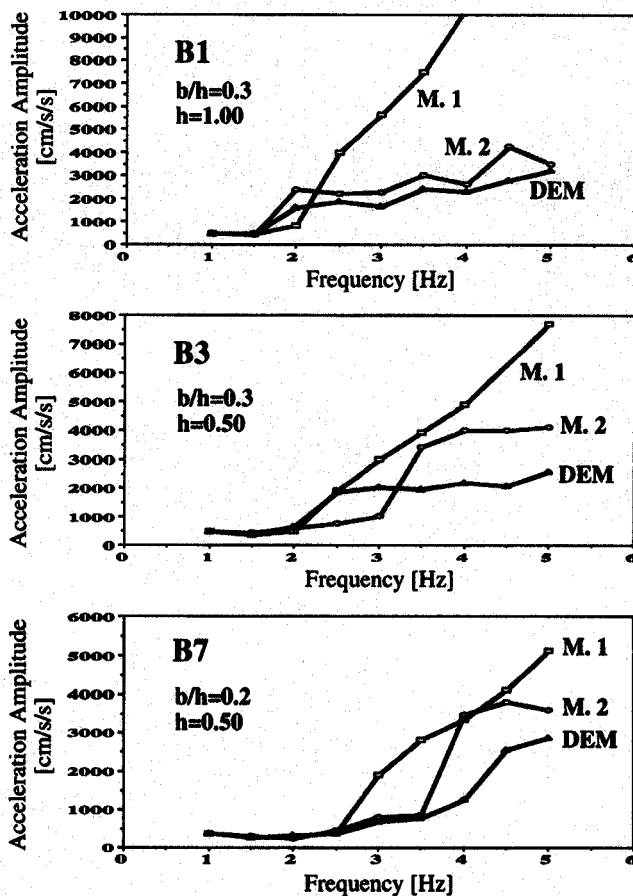 Acceleration Amplitude
[cm/s/s]
10000
9000
8000
7000
6000
5000
4000
3000
2000
1000
0
B1
b/h=0.3
h=1.00
M. 1
M. 2
DEM
0 1 2 3 4 5 6
Frequency [Hz]
Acceleration Amplitude
[cm/s/s]
8000
7000
6000
5000
4000
3000
2000
1000
0
B3
b/h=0.3
h=0.50
M. 1
M. 2
DEM
0 1 2 3 4 5 6
Frequency [Hz]
Acceleration Amplitude
[cm/s/s]
6000
5000
4000
3000
2000
1000
0
B7
b/h=0.2
h=0.50
M. 1
M. 2
DEM
0 1 2 3 4 5 6
Frequency [Hz]